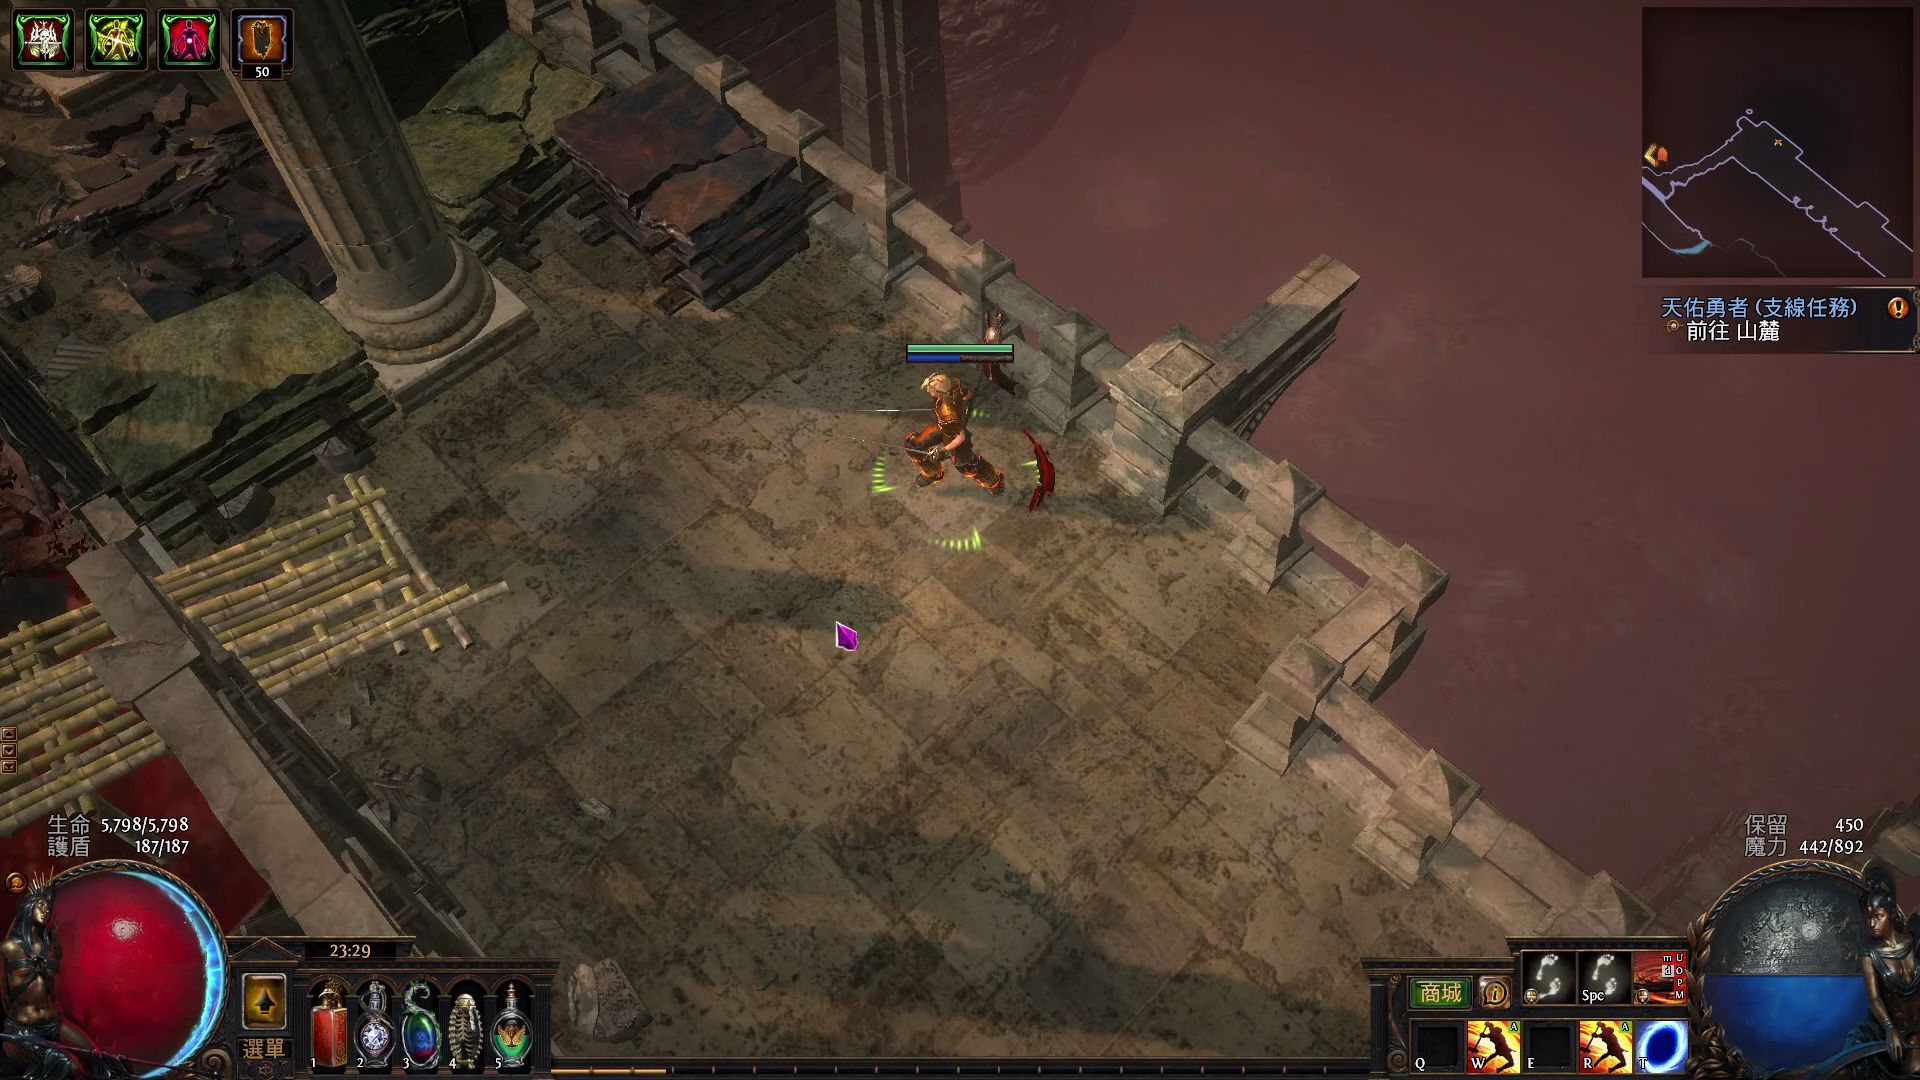 50
天佑勇者 (支線任務)
前往 山麓
生命 5,798/5,798
護盾 187/187
保留 450
魔力 442/892
23:29
選單
1 2 3 4 5
商城
Spc
m U
d O
P
M
Q W A E R A T